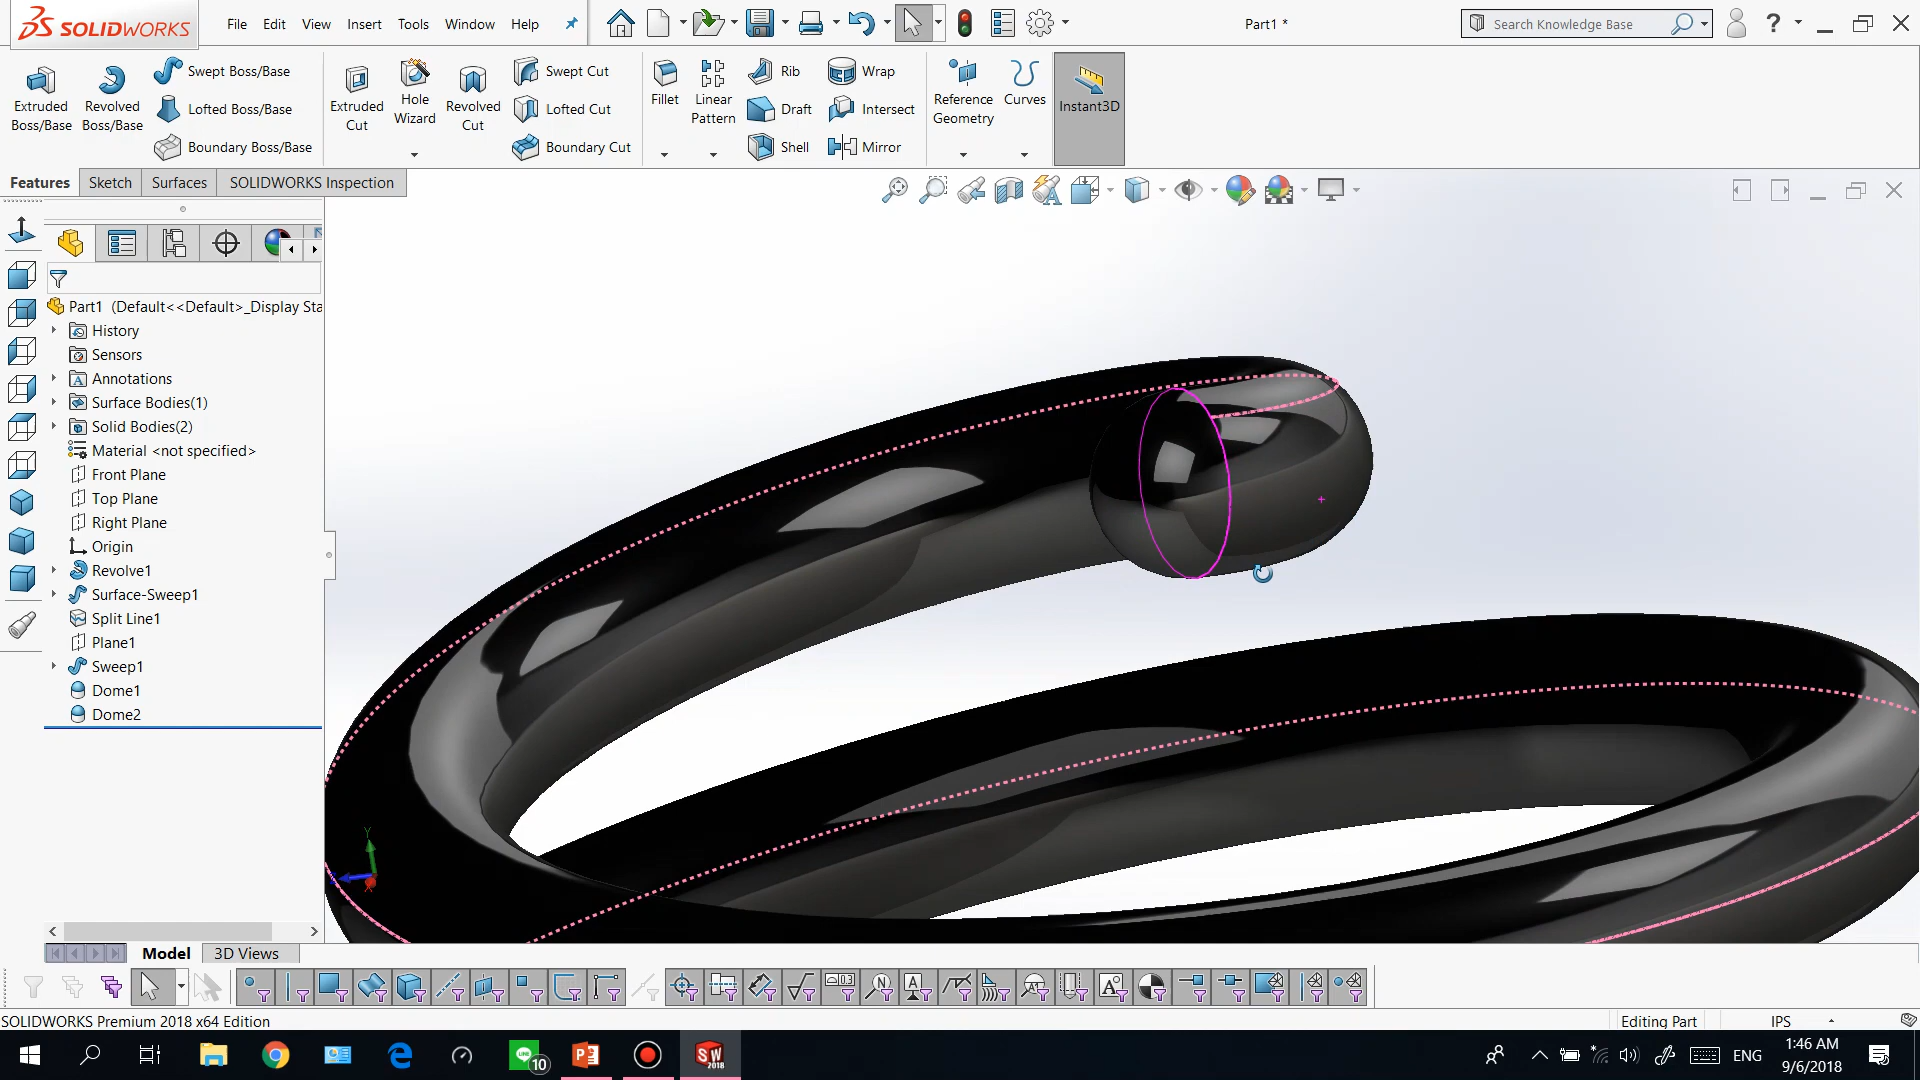 SOLIDWORKS
File Edit View Insert Tools Window Help
Part1 *
Search Knowledge Base
Extruded Boss/Base
Revolved Boss/Base
Swept Boss/Base
Lofted Boss/Base
Boundary Boss/Base
Extruded Cut
Hole Wizard
Revolved Cut
Swept Cut
Lofted Cut
Boundary Cut
Fillet
Linear Pattern
Rib
Draft
Shell
Wrap
Intersect
Mirror
Reference Geometry
Curves
Instant3D
Features Sketch Surfaces SOLIDWORKS Inspection
Part1 (Default<<Default>_Display Sta
History
Sensors
Annotations
Surface Bodies(1)
Solid Bodies(2)
Material <not specified>
Front Plane
Top Plane
Right Plane
Origin
Revolve1
Surface-Sweep1
Split Line1
Plane1
Sweep1
Dome1
Dome2
Y
Model 3D Views
SOLIDWORKS Premium 2018 x64 Edition
Editing Part
IPS
10
SW 2018
ENG
1:46 AM
9/6/2018